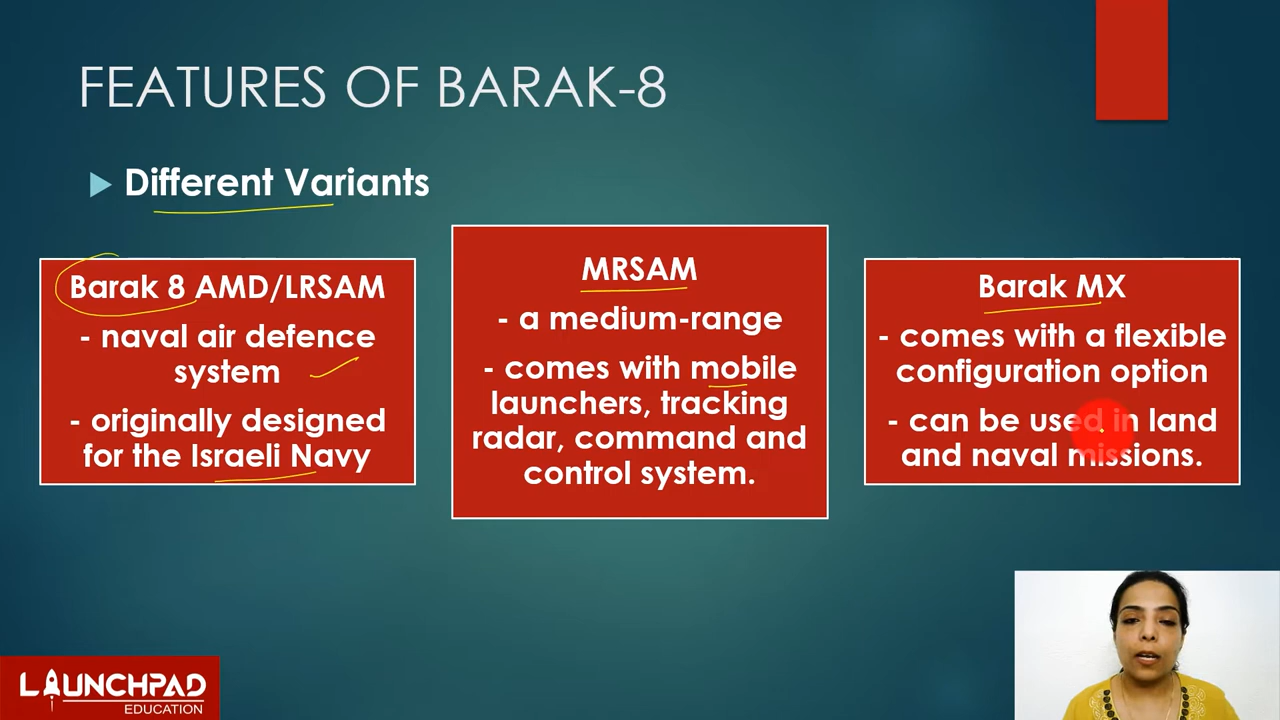 FEATURES OF BARAK-8
Different Variants
Barak 8 AMD/LRSAM
- naval air defence
system
- originally designed
for the Israeli Navy
MRSAM
- a medium-range
- comes with mobile
launchers, tracking
radar, command and
control system.
Barak MX
- comes with a flexible
configuration option
- can be used in land
and naval missions.
LAUNCHPAD
EDUCATION